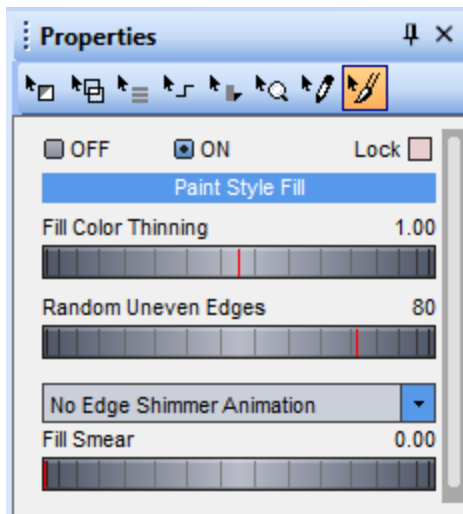 Properties
OFF ON Lock
Paint Style Fill
Fill Color Thinning 1.00
Random Uneven Edges 80
No Edge Shimmer Animation
Fill Smear 0.00